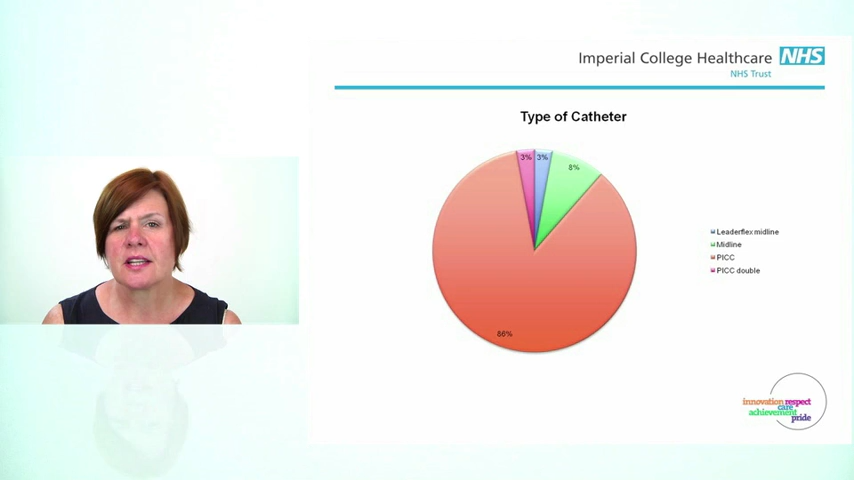 Imperial College Healthcare NHS
NHS Trust
Type of Catheter
3% 3%
8%
86%
Leaderflex midline
Midline
PICC
PICC double
innovation respect
care
achievement
pride